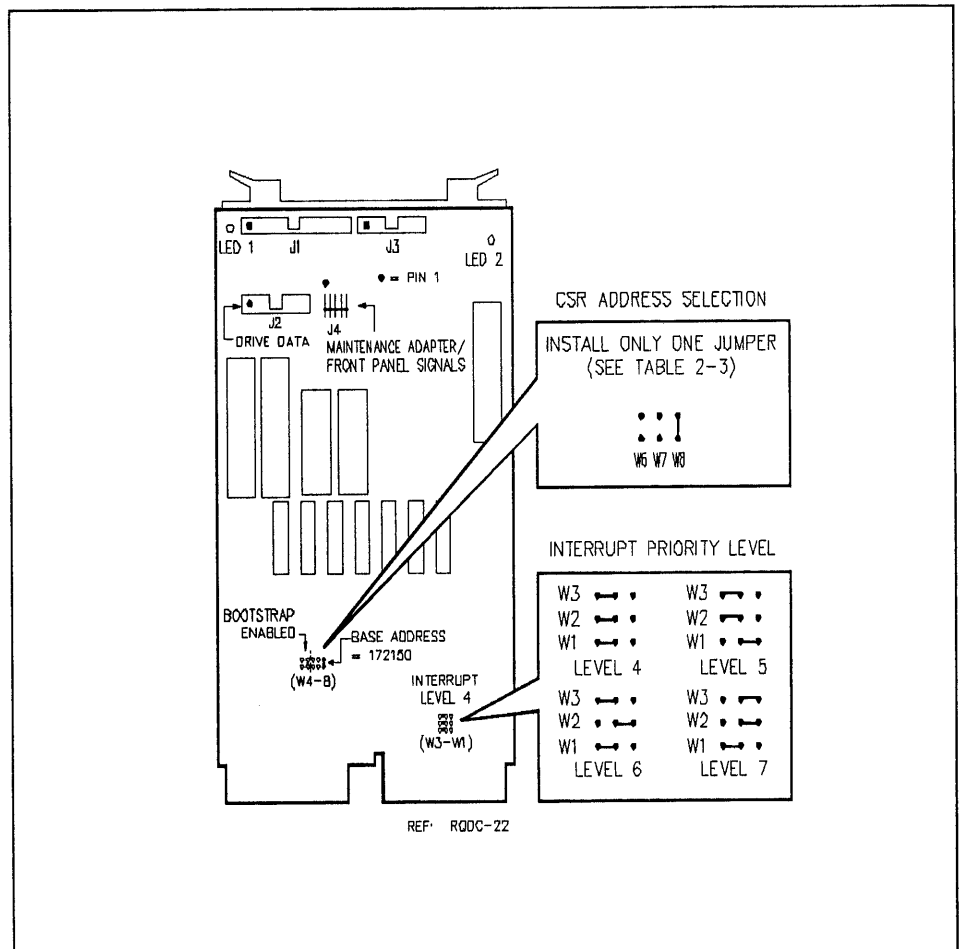 LED 1
J1
J3
LED 2
= PIN 1
J2
DRIVE DATA
J4
MAINTENANCE ADAPTER/
FRONT PANEL SIGNALS
CSR ADDRESS SELECTION
INSTALL ONLY ONE JUMPER
(SEE TABLE 2-3)
W6 W7 W8
INTERRUPT PRIORITY LEVEL
W3
W2
W1
LEVEL 4
W3
W2
W1
LEVEL 5
W3
W2
W1
LEVEL 6
W3
W2
W1
LEVEL 7
BOOTSTRAP
ENABLED
BASE ADDRESS
= 172150
(W4-8)
INTERRUPT
LEVEL 4
(W3-W1)
REF: RQDC-22